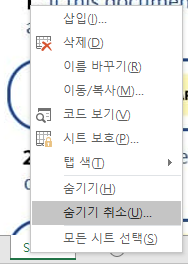 삽입(I)...
삭제(D)
이름 바꾸기(R)
이동/복사(M)...
코드 보기(V)
시트 보호(P)...
탭 색(T)
숨기기(H)
숨기기 취소(U)...
모든 시트 선택(S)